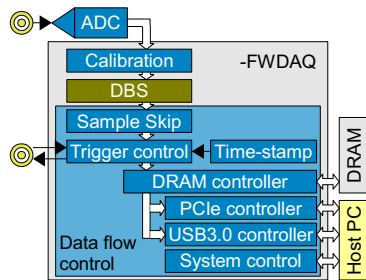 ADC
Calibration
-FWDAQ
DBS
Sample Skip
Trigger control
Time-stamp
DRAM controller
DRAM
PCIe controller
USB3.0 controller
Host PC
Data flow
control
System control